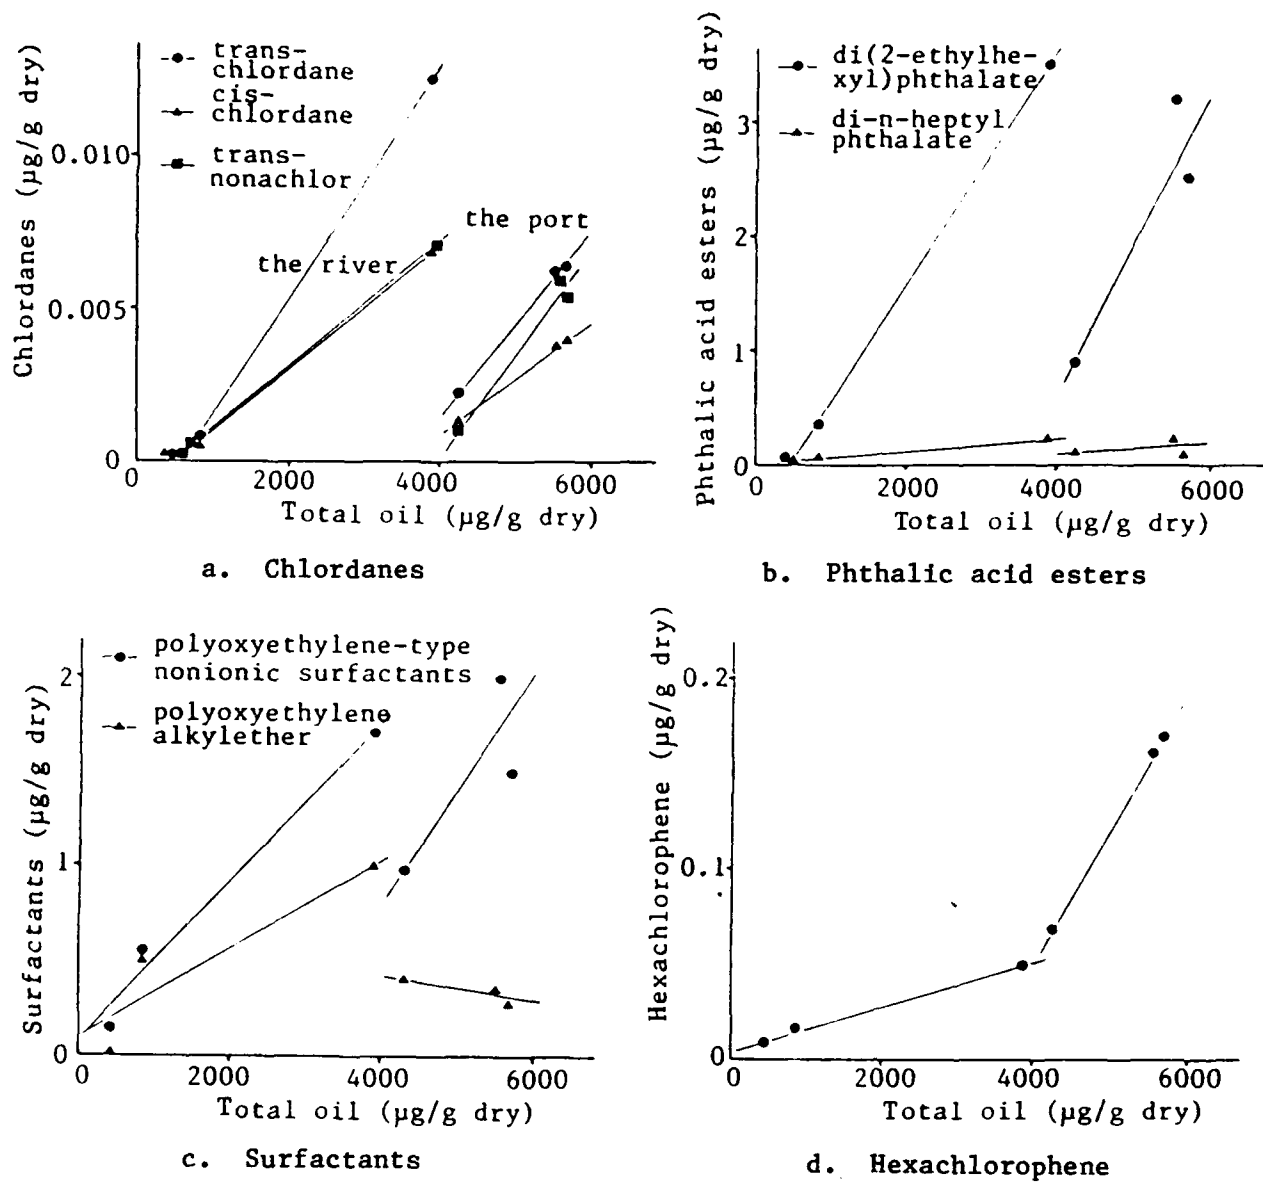 trans-
chlordane
cis-
chlordane
trans-
nonachlor
the port
the river
Chlordanes (µg/g dry)
0.010
0.005
0
0 2000 4000 6000
Total oil (µg/g dry)
a. Chlordanes
di(2-ethylhe-
xyl)phthalate
di-n-heptyl
phthalate
Phthalic acid esters (µg/g dry)
3
2
1
0
0 2000 4000 6000
Total oil (µg/g dry)
b. Phthalic acid esters
polyoxyethylene-type
nonionic surfactants
polyoxyethylene
alkylether
Surfactants (µg/g dry)
2
1
0
0 2000 4000 6000
Total oil (µg/g dry)
c. Surfactants
Hexachlorophene (µg/g dry)
0.2
0.1
0
0 2000 4000 6000
Total oil (µg/g dry)
d. Hexachlorophene